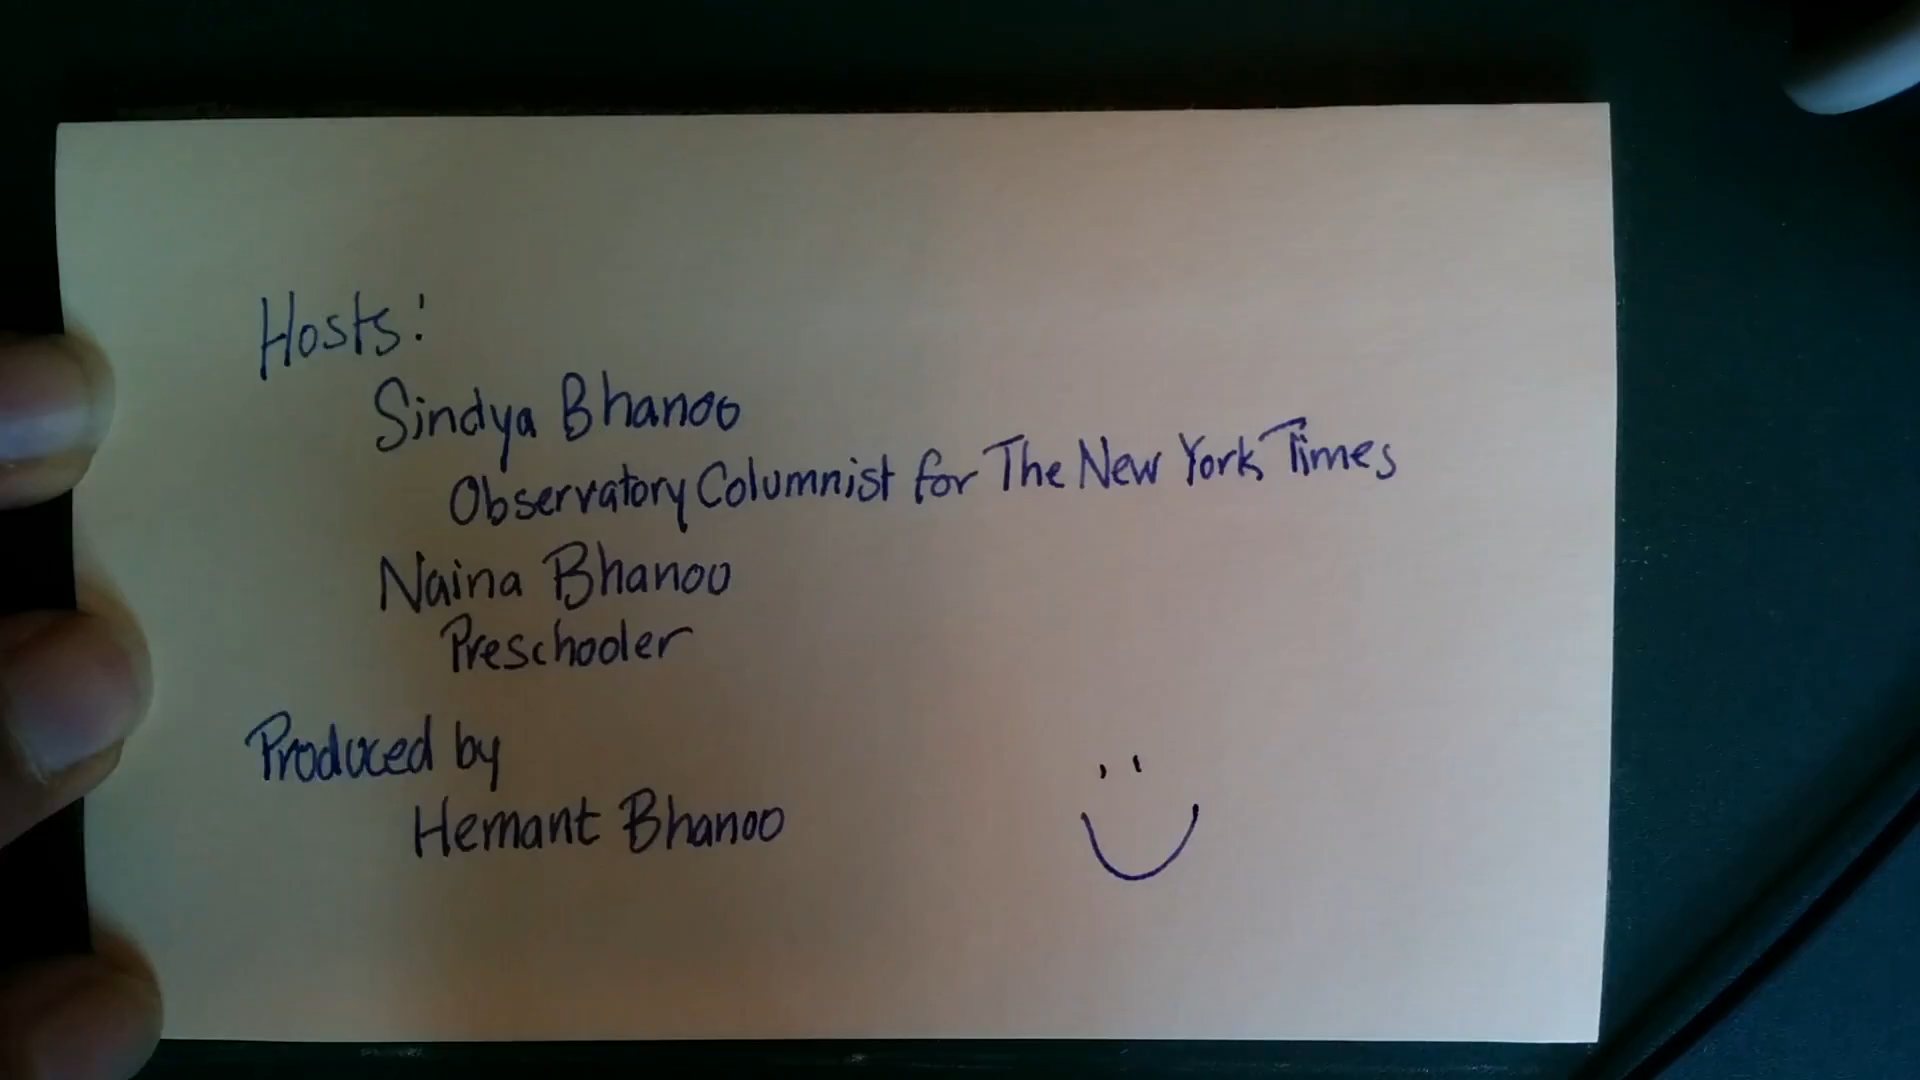 Hosts:
Sindya Bhanoo
Observatory Columnist for The New York Times
Naina Bhanoo
Preschooler
Produced by
Hemant Bhanoo